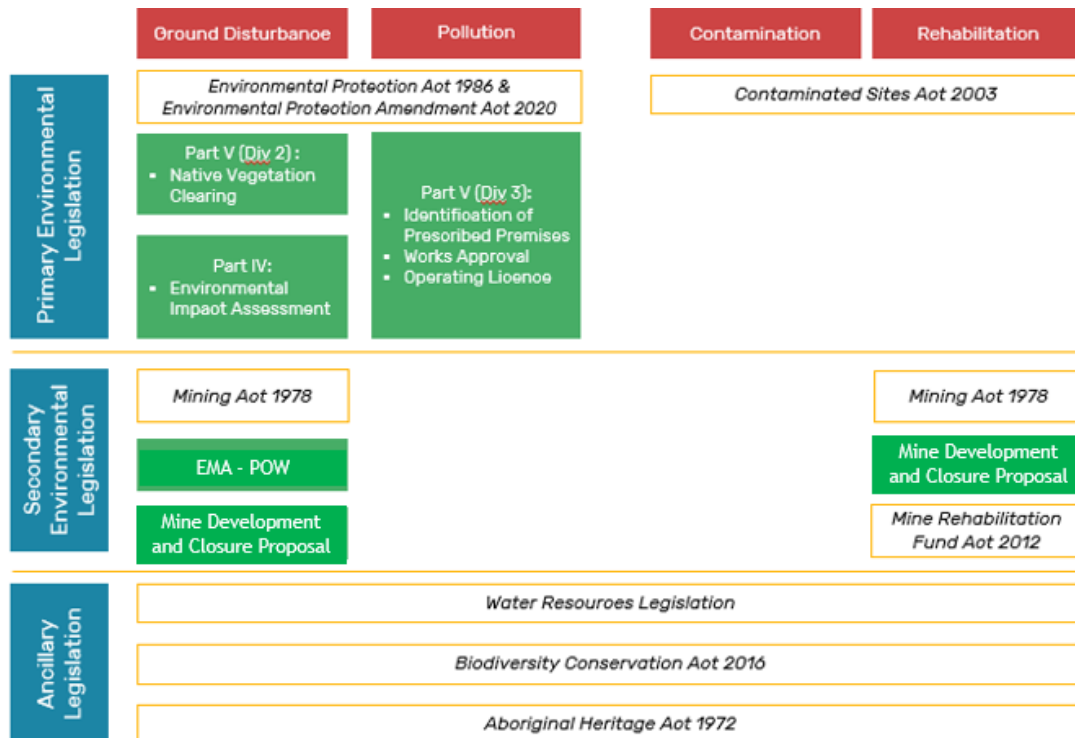 Ground Disturbanoe
Pollution
Contamination
Rehabilitation
Primary Environmental
Legislation
Environmental Proteotion Aot 1986 &
Environmental Proteotion Amendment Aot 2020
Contaminated Sites Aot 2003
Part V (Div 2) :
▪ Native Vegetation
Clearing
Part V (Div 3):
▪ Identifioation of
Presoribed Premises
▪ Works Approval
▪ Operating Lioenoe
Part IV:
▪ Environmental
Impaot Assessment
Secondary
Environmental
Legislation
Mining Aot 1978
Mining Aot 1978
EMA - POW
Mine Development
and Closure Proposal
Mine Development
and Closure Proposal
Mine Rehabilitation
Fund Aot 2012
Ancillary
Legislation
Water Resouroes Legislation
Biodiversity Conservation Aot 2016
Aboriginal Heritage Aot 1972